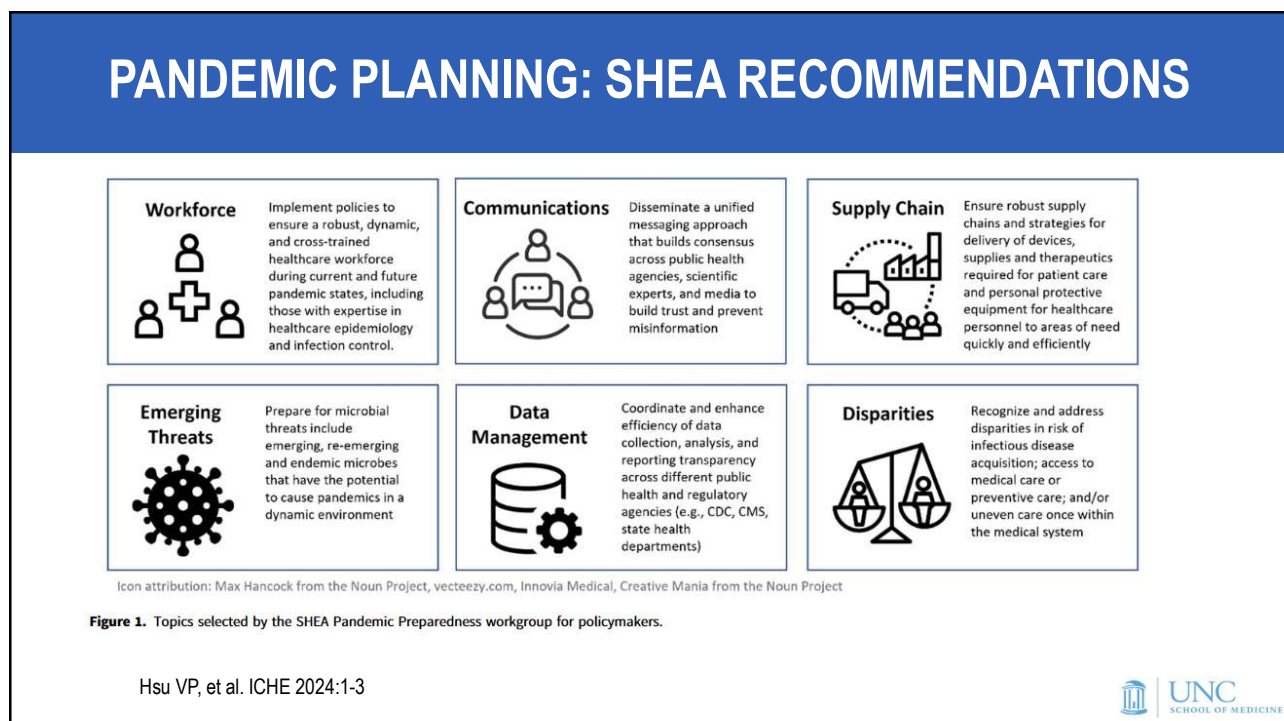 PANDEMIC PLANNING: SHEA RECOMMENDATIONS
Workforce
Implement policies to
ensure a robust, dynamic,
and cross-trained
healthcare workforce
during current and future
pandemic states, including
those with expertise in
healthcare epidemiology
and infection control.
Communications
Disseminate a unified
messaging approach
that builds consensus
across public health
agencies, scientific
experts, and media to
build trust and prevent
misinformation
Supply Chain
Ensure robust supply
chains and strategies for
delivery of devices,
supplies and therapeutics
required for patient care
and personal protective
equipment for healthcare
personnel to areas of need
quickly and efficiently
Emerging
Threats
Prepare for microbial
threats include
emerging, re-emerging
and endemic microbes
that have the potential
to cause pandemics in a
dynamic environment
Data
Management
Coordinate and enhance
efficiency of data
collection, analysis, and
reporting transparency
across different public
health and regulatory
agencies (e.g., CDC, CMS,
state health
departments)
Disparities
Recognize and address
disparities in risk of
infectious disease
acquisition; access to
medical care or
preventive care; and/or
uneven care once within
the medical system
Icon attribution: Max Hancock from the Noun Project, vecteezy.com, Innovia Medical, Creative Mania from the Noun Project
Figure 1. Topics selected by the SHEA Pandemic Preparedness workgroup for policymakers.
Hsu VP, et al. ICHE 2024:1-3
UNC
SCHOOL OF MEDICINE